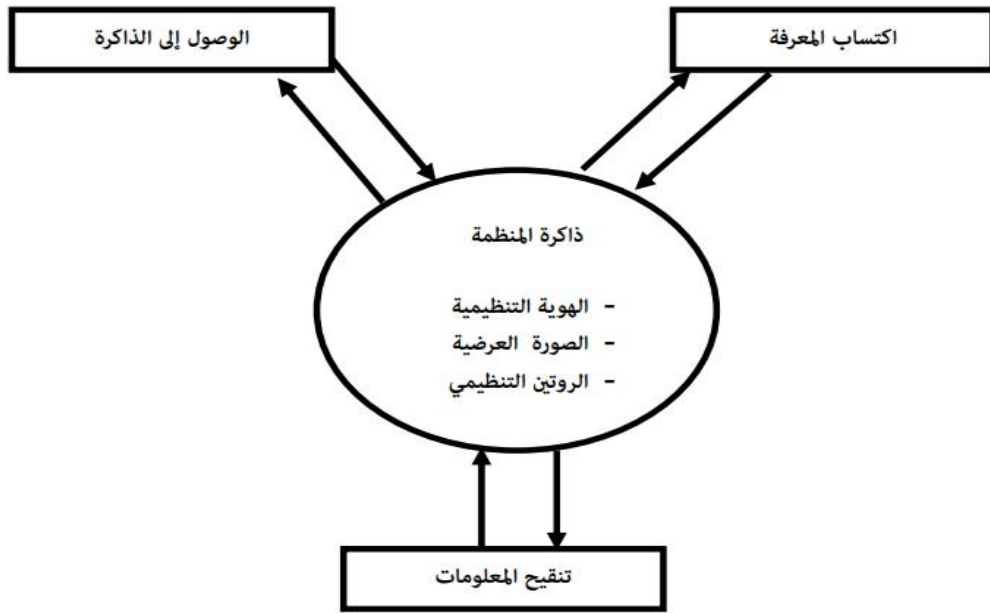 اكتساب المعرفة
الوصول إلى الذاكرة
ذاكرة المنظمة
- الهوية التنظيمية
- الصورة العرضية
- الروتين التنظيمي
تنقيح المعلومات